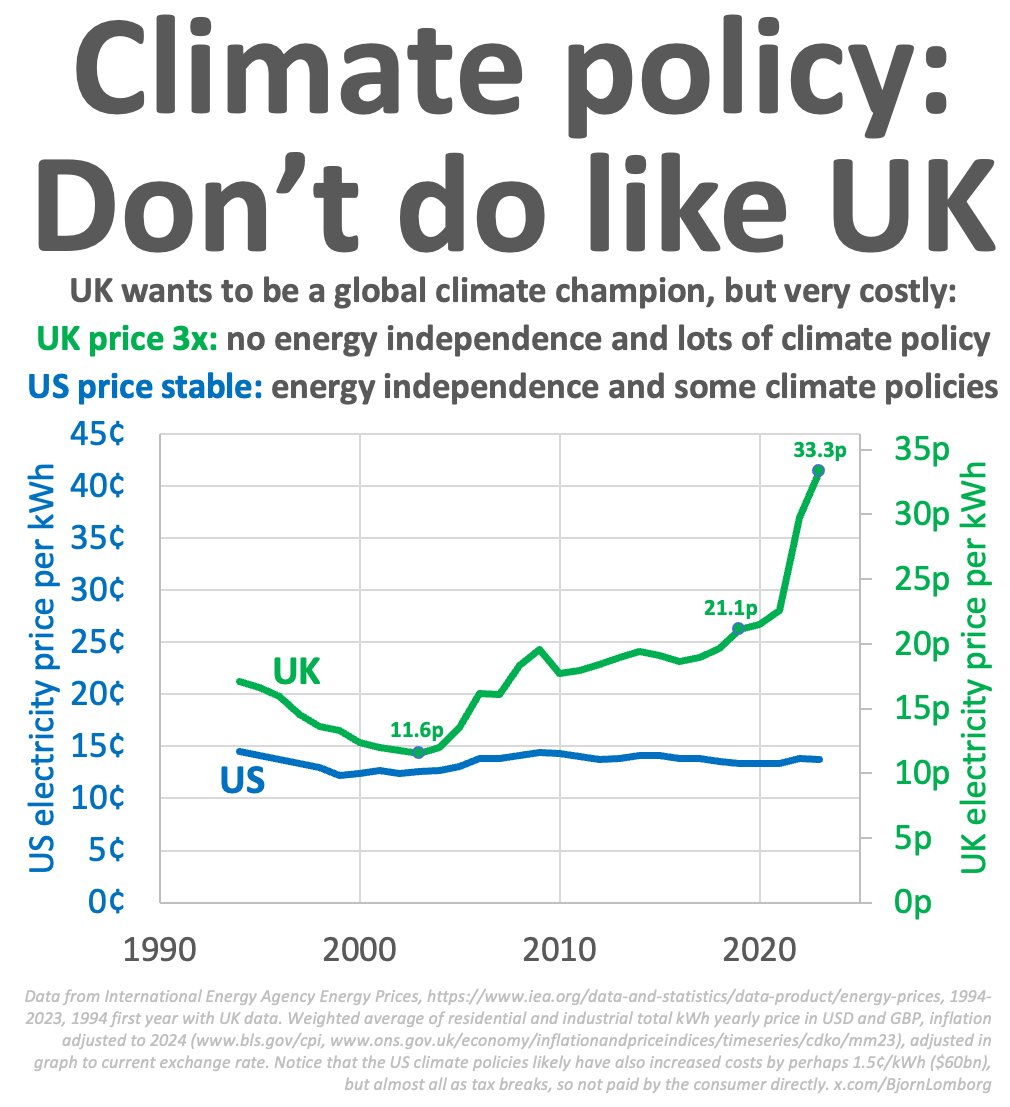 Climate policy:
Don't do like UK
UK wants to be a global climate champion, but very costly:
UK price 3x: no energy independence and lots of climate policy
US price stable: energy independence and some climate policies
US electricity price per kWh
45¢
40¢
35¢
30¢
25¢
20¢
15¢
10¢
5¢
0¢
UK
US
11.6p
21.1p
33.3p
35p
30p
25p
20p
15p
10p
5p
0p
UK electricity price per kWh
1990
2000
2010
2020
Data from International Energy Agency Energy Prices, https://www.iea.org/data-and-statistics/data-product/energy-prices, 1994-
2023, 1994 first year with UK data. Weighted average of residential and industrial total kWh yearly price in USD and GBP, inflation
adjusted to 2024 (www.bls.gov/cpi, www.ons.gov.uk/economy/inflationandpriceindices/timeseries/cdko/mm23), adjusted in
graph to current exchange rate. Notice that the US climate policies likely have also increased costs by perhaps 1.5¢/kWh ($60bn),
but almost all as tax breaks, so not paid by the consumer directly. x.com/BjornLomborg